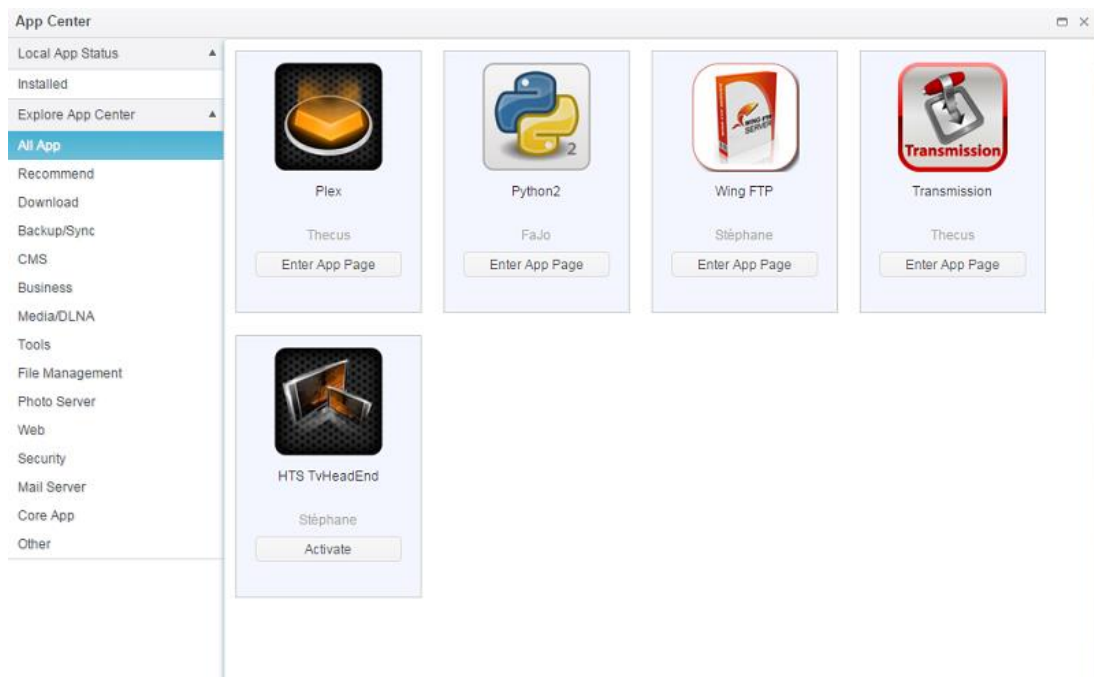 App Center
Local App Status
Installed
Explore App Center
All App
Recommend
Download
Backup/Sync
CMS
Business
Media/DLNA
Tools
File Management
Photo Server
Web
Security
Mail Server
Core App
Other
2
WING FTP
SERVER
Transmission
Plex
Python2
Wing FTP
Transmission
Thecus
FaJo
Stéphane
Thecus
Enter App Page
Enter App Page
Enter App Page
Enter App Page
HTS TvHeadEnd
Stéphane
Activate